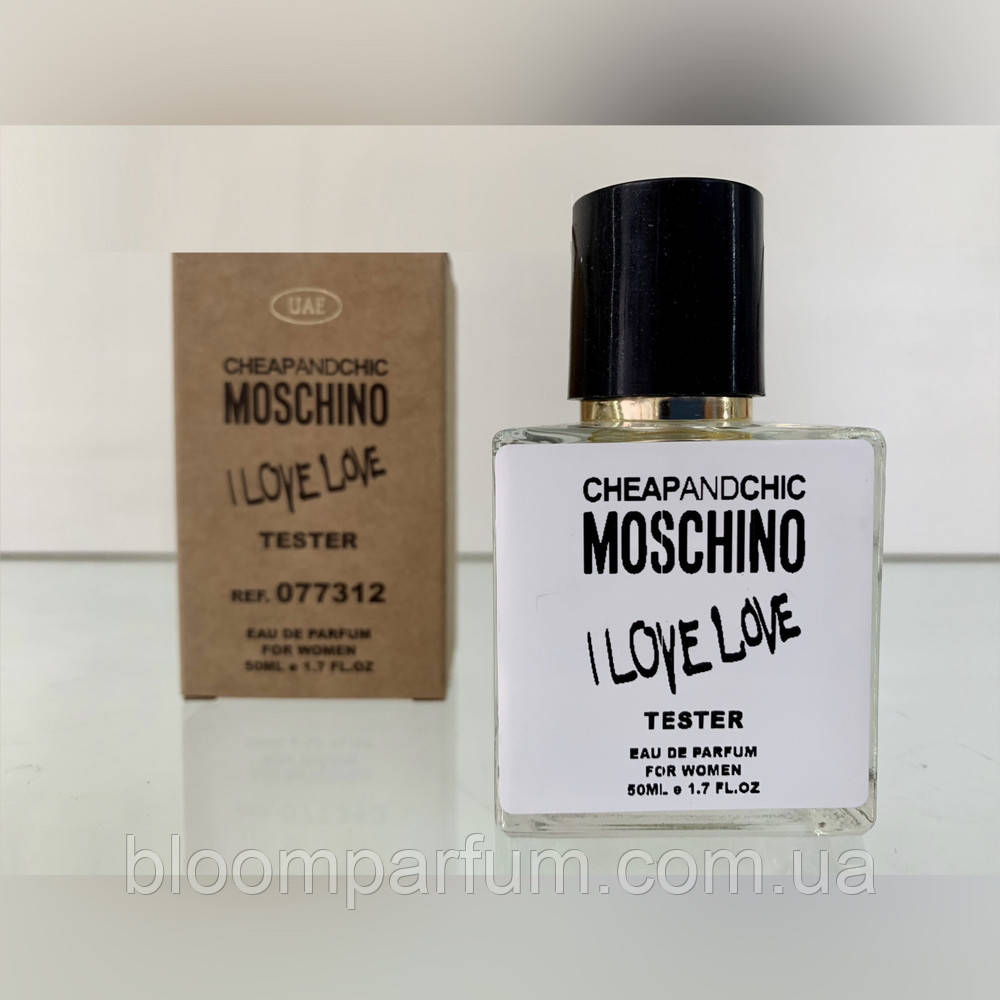 UAE
CHEAPANDCHIC
MOSCHINO
I LOVE LOVE
TESTER
REF. 077312
EAU DE PARFUM
FOR WOMEN
50ML e 1.7 FL.OZ
CHEAPANDCHIC
MOSCHINO
I LOVE LOVE
TESTER
EAU DE PARFUM
FOR WOMEN
50ML e 1.7 FL.OZ
bloomparfum.com.ua